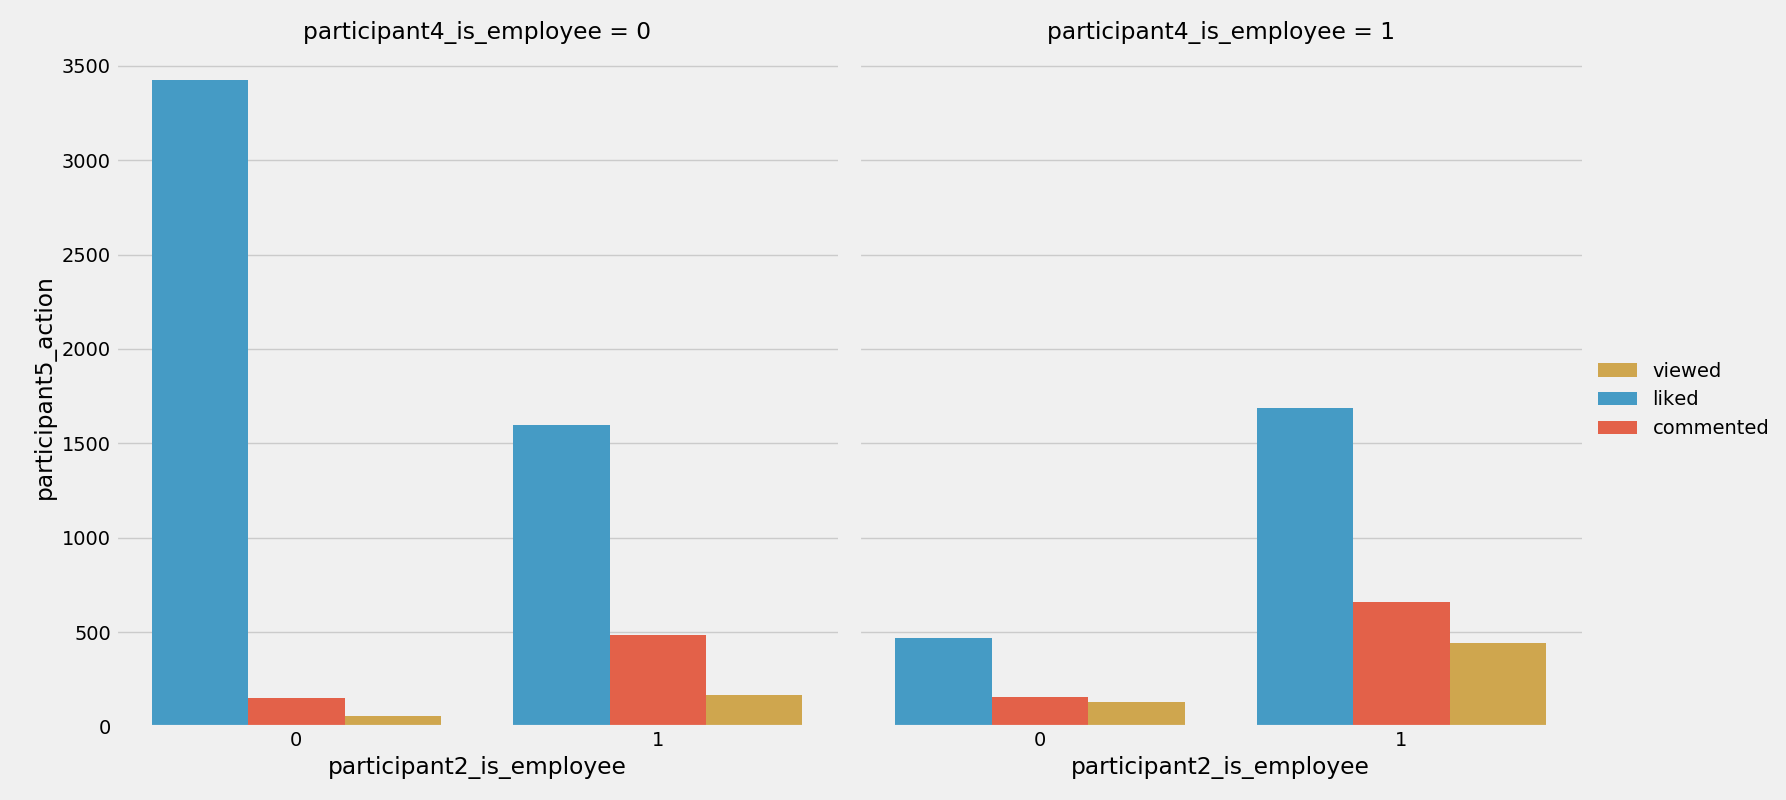 participant4_is_employee = 0
participant4_is_employee = 1
3500
3000
2500
2000
1500
1000
500
0
participant5_action
0
1
0
1
participant2_is_employee
participant2_is_employee
viewed
liked
commented